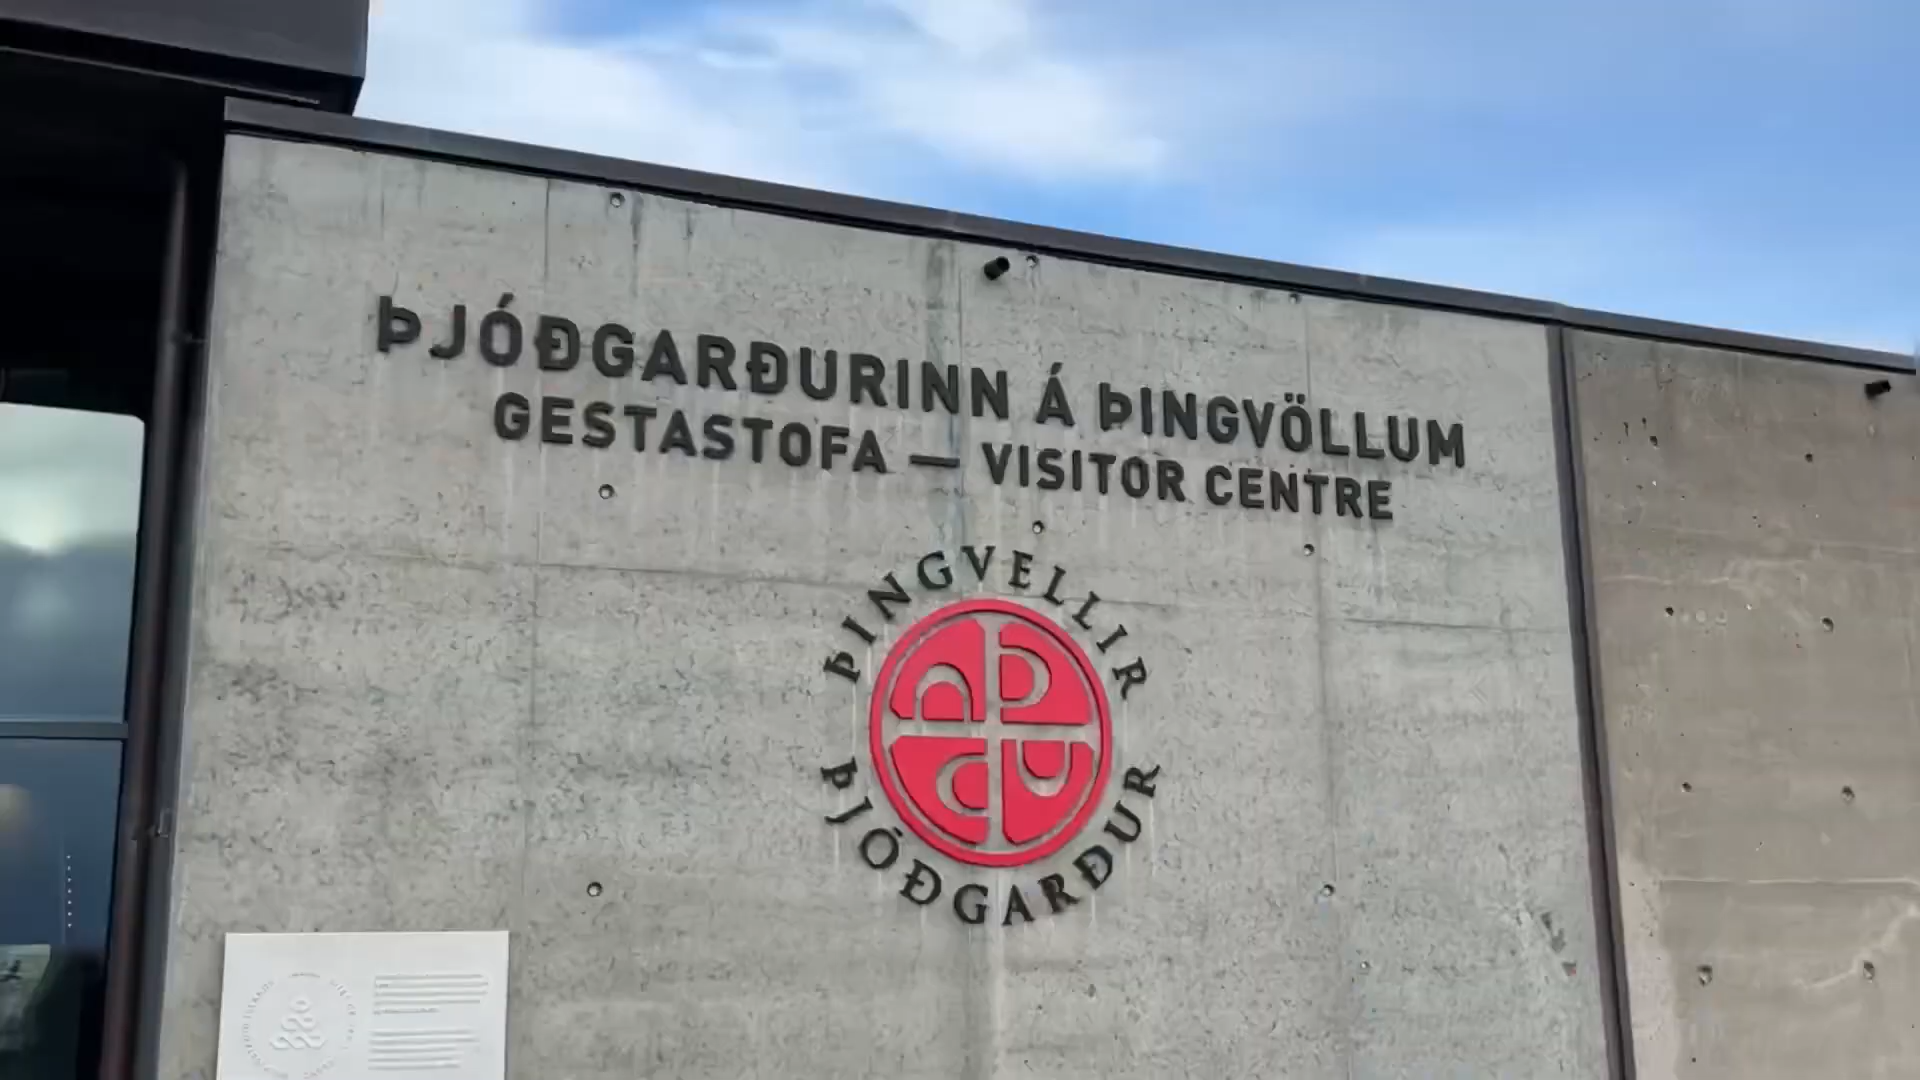 ÞJÓÐGARÐURINN Á ÞINGVÖLLUM
GESTASTOFA — VISITOR CENTRE
ÞINGVELLIR
ÞJÓÐGARÐUR